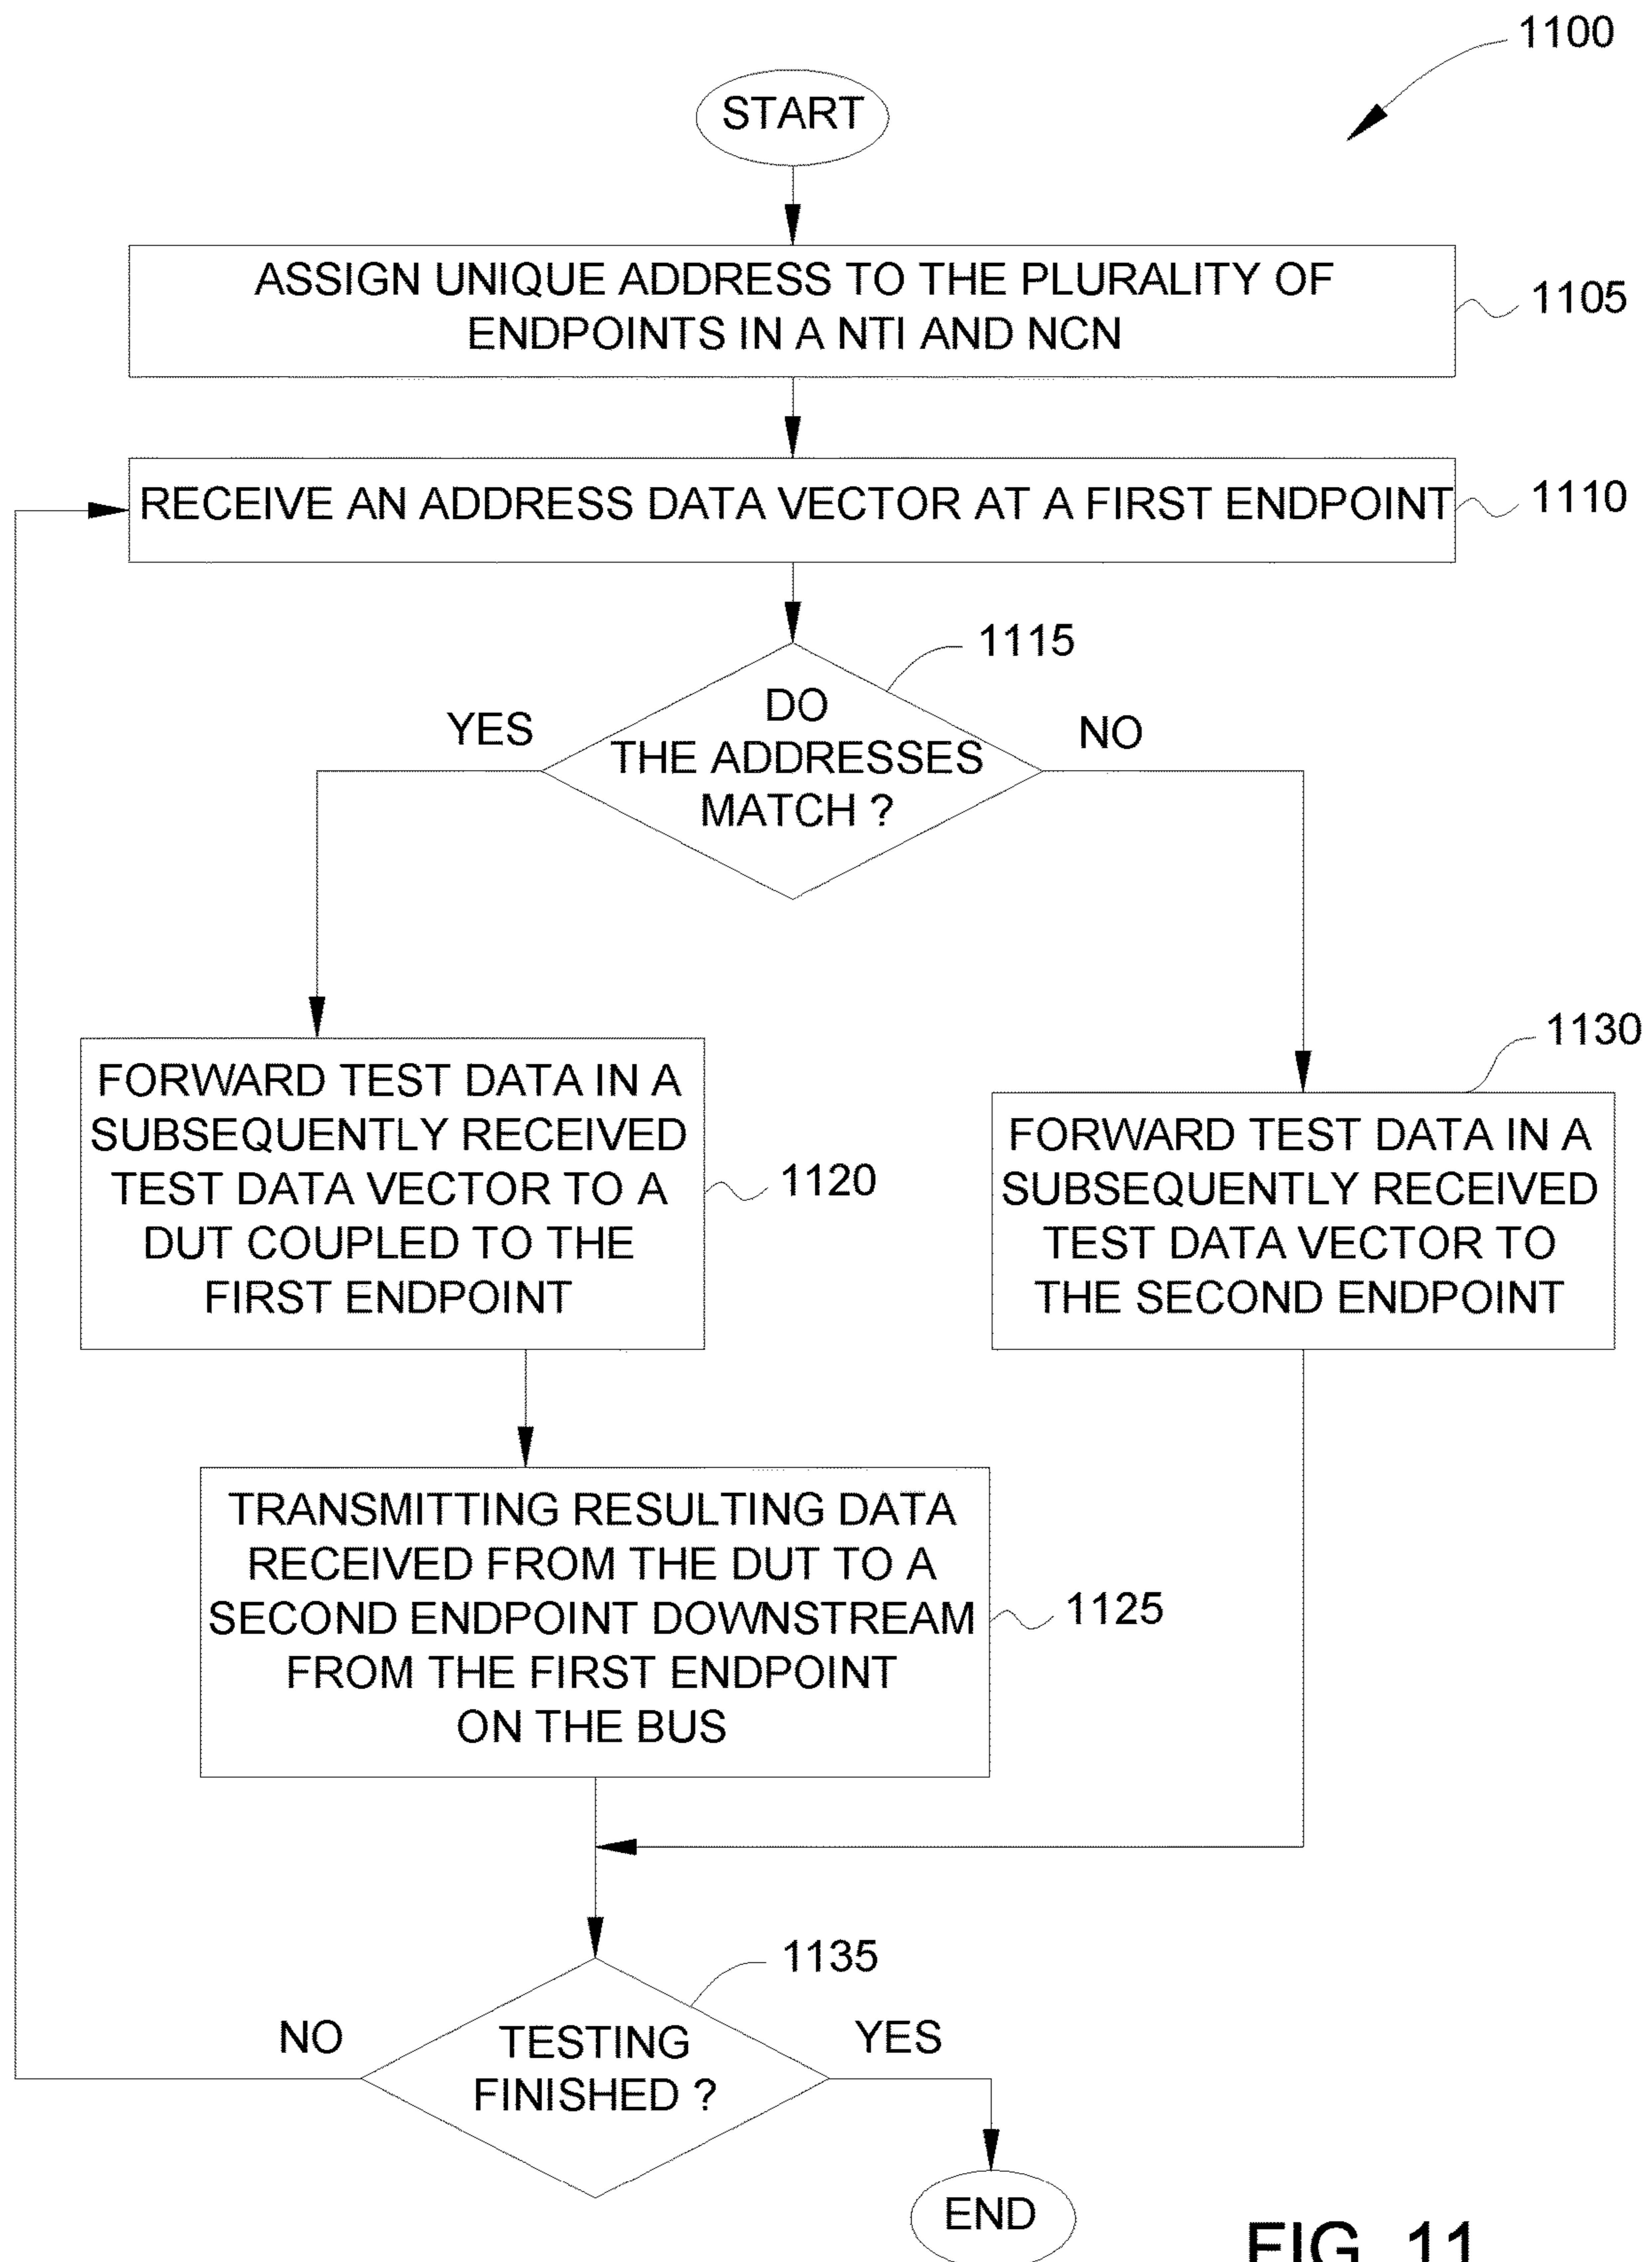 1100
START
ASSIGN UNIQUE ADDRESS TO THE PLURALITY OF
ENDPOINTS IN A NTI AND NCN
1105
RECEIVE AN ADDRESS DATA VECTOR AT A FIRST ENDPOINT
1110
1115
DO
THE ADDRESSES
MATCH ?
YES
NO
FORWARD TEST DATA IN A
SUBSEQUENTLY RECEIVED
TEST DATA VECTOR TO A
DUT COUPLED TO THE
FIRST ENDPOINT
1120
1130
FORWARD TEST DATA IN A
SUBSEQUENTLY RECEIVED
TEST DATA VECTOR TO
THE SECOND ENDPOINT
TRANSMITTING RESULTING DATA
RECEIVED FROM THE DUT TO A
SECOND ENDPOINT DOWNSTREAM
FROM THE FIRST ENDPOINT
ON THE BUS
1125
1135
TESTING
FINISHED ?
NO
YES
END
FIG. 11